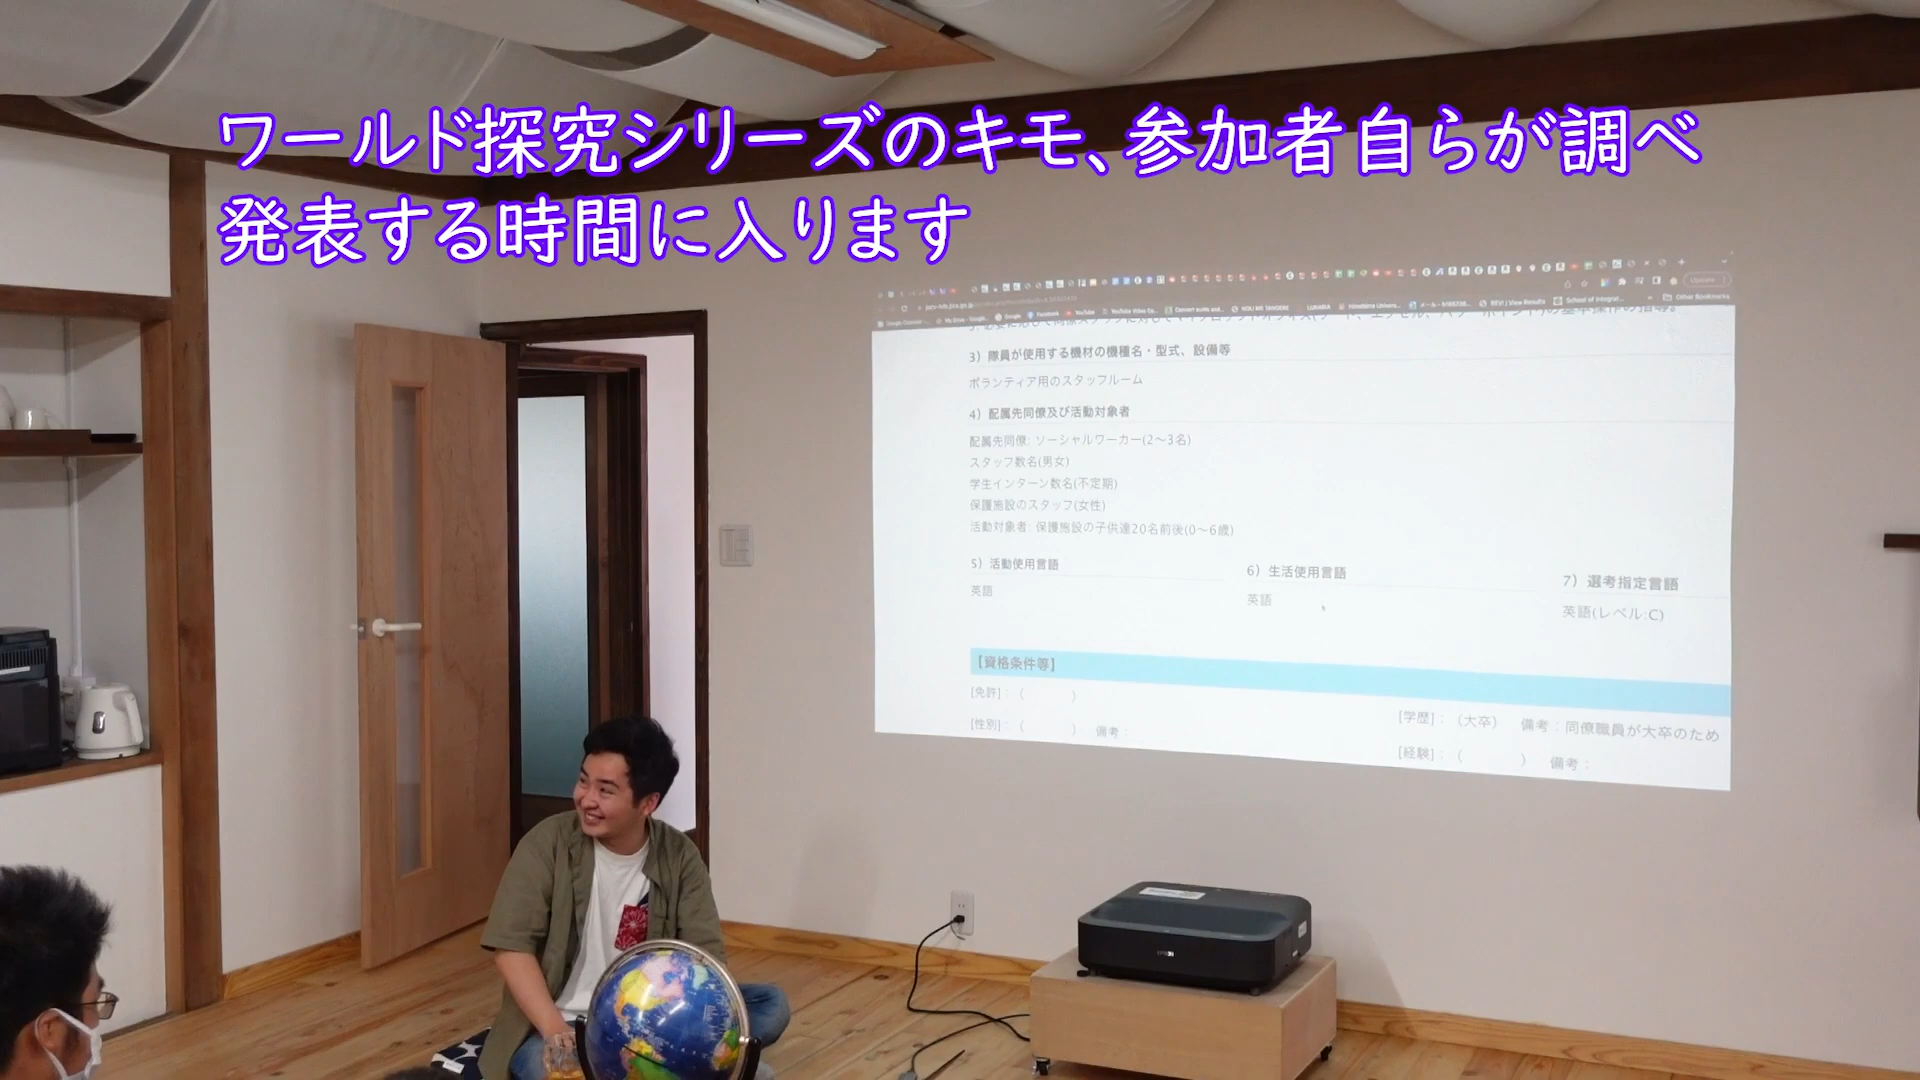 ワールド探究シリーズのキモ、参加者自らが調べ
発表する時間に入ります
3）隊員が使用する機材の機種名・型式、設備等
ボランティア用のスタッフルーム
4）配属先同僚及び活動対象者
配属先同僚: ソーシャルワーカー(2〜3名)
スタッフ数名(男女)
学生インターン数名(不定期)
保護施設のスタッフ(女性)
活動対象者: 保護施設の子供達20名前後(0〜6歳)
5）活動使用言語
英語
6）生活使用言語
英語
7）選考指定言語
英語(レベル:C)
【資格条件等】
[免許]：（　　　）
[性別]：（　　　） 備考：
[学歴]：（大卒） 備考：同僚職員が大卒のため
[経験]：（　　　） 備考：
EPSON